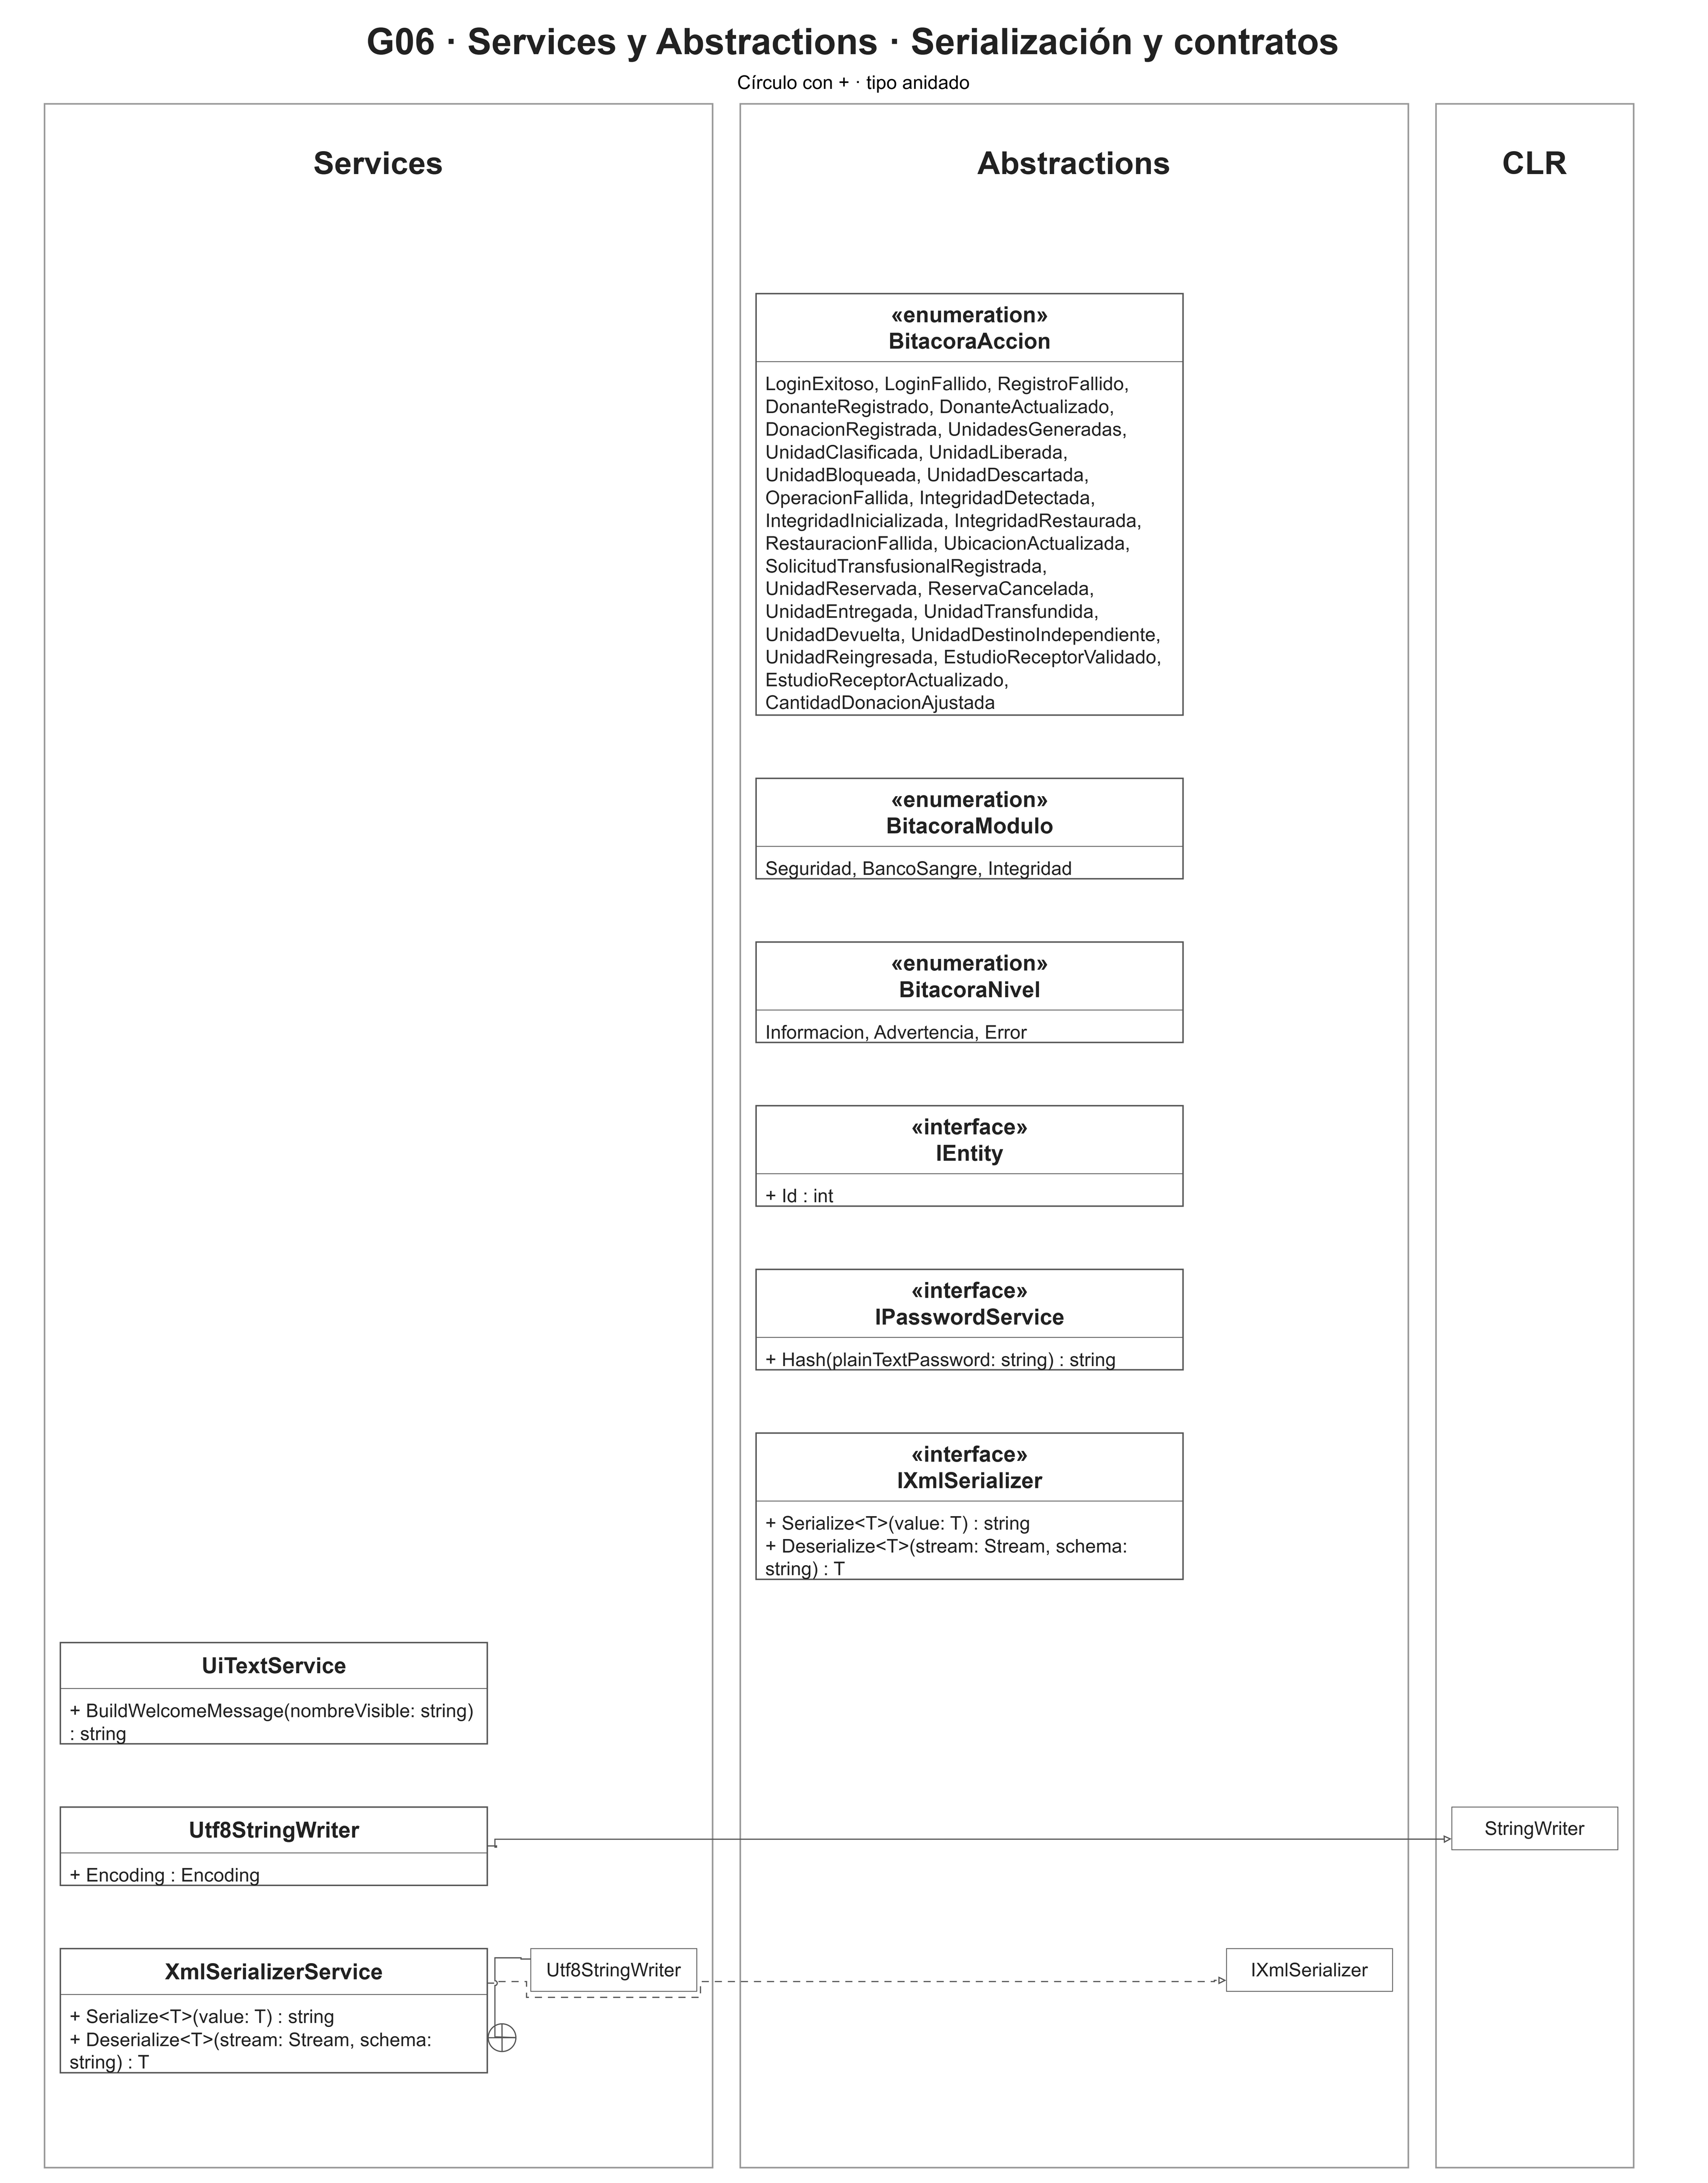 G06 · Services y Abstractions · Serialización y contratos
Círculo con + · tipo anidado
Services
Abstractions
CLR
«enumeration»
BitacoraAccion
LoginExitoso, LoginFallido, RegistroFallido,
DonanteRegistrado, DonanteActualizado,
DonacionRegistrada, UnidadesGeneradas,
UnidadClasificada, UnidadLiberada,
UnidadBloqueada, UnidadDescartada,
OperacionFallida, IntegridadDetectada,
IntegridadInicializada, IntegridadRestaurada,
RestauracionFallida, UbicacionActualizada,
SolicitudTransfusionalRegistrada,
UnidadReservada, ReservaCancelada,
UnidadEntregada, UnidadTransfundida,
UnidadDevuelta, UnidadDestinoIndependiente,
UnidadReingresada, EstudioReceptorValidado,
EstudioReceptorActualizado,
CantidadDonacionAjustada
«enumeration»
BitacoraModulo
Seguridad, BancoSangre, Integridad
«enumeration»
BitacoraNivel
Informacion, Advertencia, Error
«interface»
IEntity
+ Id : int
«interface»
IPasswordService
+ Hash(plainTextPassword: string) : string
«interface»
IXmlSerializer
+ Serialize<T>(value: T) : string
+ Deserialize<T>(stream: Stream, schema:
string) : T
UiTextService
+ BuildWelcomeMessage(nombreVisible: string)
: string
Utf8StringWriter
+ Encoding : Encoding
StringWriter
XmlSerializerService
+ Serialize<T>(value: T) : string
+ Deserialize<T>(stream: Stream, schema:
string) : T
Utf8StringWriter
IXmlSerializer